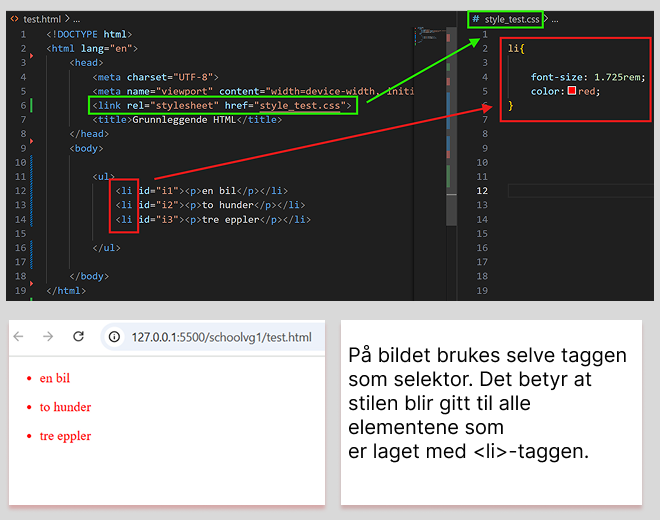 test.html > ...
1 <!DOCTYPE html>
2 <html lang="en">
3 <head>
4 <meta charset="UTF-8">
5 <meta name="viewport" content="width=device-width, initi
6 <link rel="stylesheet" href="style_test.css">
7 <title>Grunnleggende HTML</title>
8 </head>
9 <body>
10
11 <ul>
12 <li id="i1"><p>en bil</p></li>
13 <li id="i2"><p>to hunder</p></li>
14 <li id="i3"><p>tre eppler</p></li>
15
16 </ul>
17
18 </body>
19 </html>
# style_test.css > ...
1
2 li{
3
4 font-size: 1.725rem;
5 color: red;
6 }
7
8
9
10
11
12
13
14
15
16
17
18
19
127.0.0.1:5500/schoolvg1/test.html
• en bil
• to hunder
• tre eppler
På bildet brukes selve taggen
som selektor. Det betyr at
stilen blir gitt til alle
elementene som
er laget med <li>-taggen.